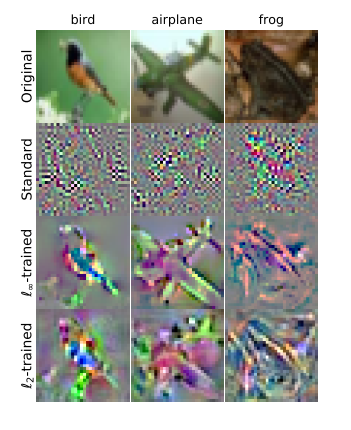 bird airplane frog
Original
Standard
ℓ∞-trained
ℓ2-trained